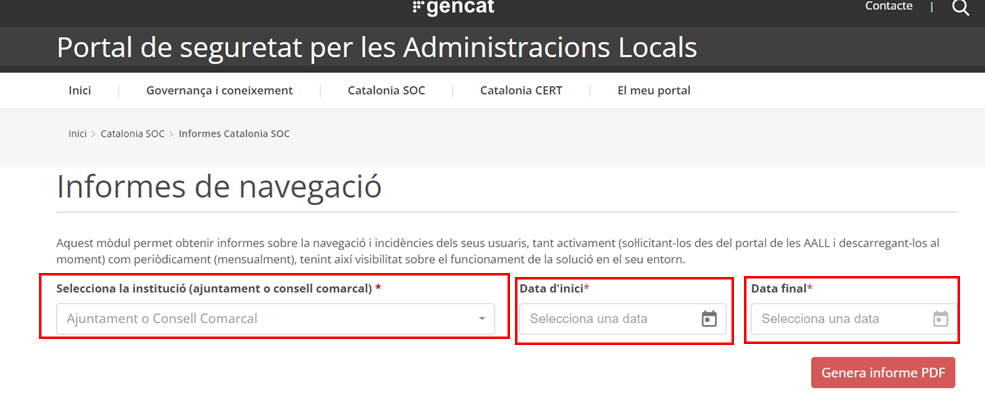 gencat
Contacte | 
Portal de seguretat per les Administracions Locals
Inici | Governança i coneixement | Catalonia SOC | Catalonia CERT | El meu portal
Inici > Catalonia SOC > Informes Catalonia SOC
Informes de navegació
Aquest mòdul permet obtenir informes sobre la navegació i incidències dels seus usuaris, tant activament (sol·licitant-los des del portal de les AALL i descarregant-los al
moment) com periòdicament (mensualment), tenint així visibilitat sobre el funcionament de la solució en el seu entorn.
Selecciona la institució (ajuntament o consell comarcal) * Data d'inici* Data final*
Ajuntament o Consell Comarcal Selecciona una data Selecciona una data
Genera informe PDF